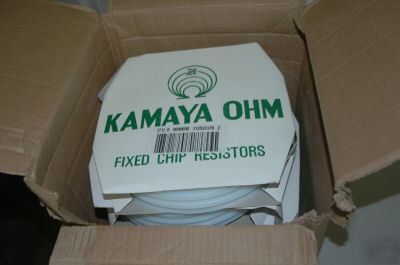 KAMAYA OHM
FIXED CHIP RESISTORS